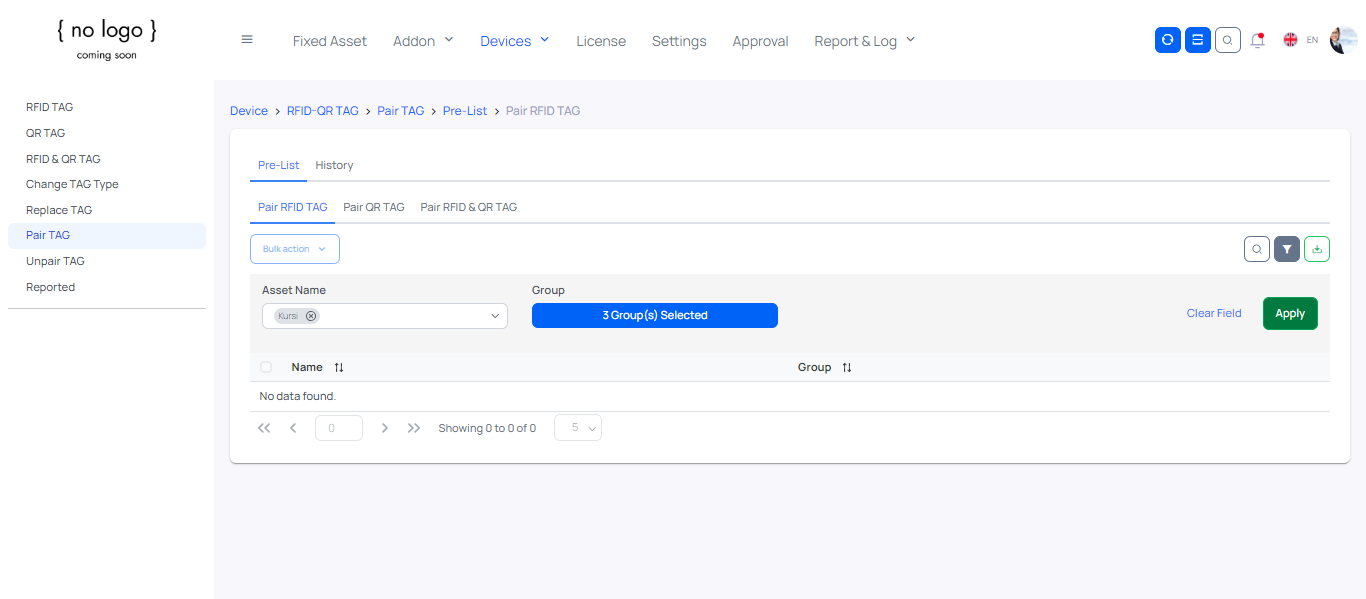 { no logo }
coming soon
Fixed Asset Addon Devices License Settings Approval Report & Log EN
RFID TAG
QR TAG
RFID & QR TAG
Change TAG Type
Replace TAG
Pair TAG
Unpair TAG
Reported
Device > RFID-QR TAG > Pair TAG > Pre-List > Pair RFID TAG
Pre-List History
Pair RFID TAG Pair QR TAG Pair RFID & QR TAG
Bulk action
Asset Name Group
Kursi 3 Group(s) Selected Clear Field Apply
Name Group
No data found.
0 Showing 0 to 0 of 0 5